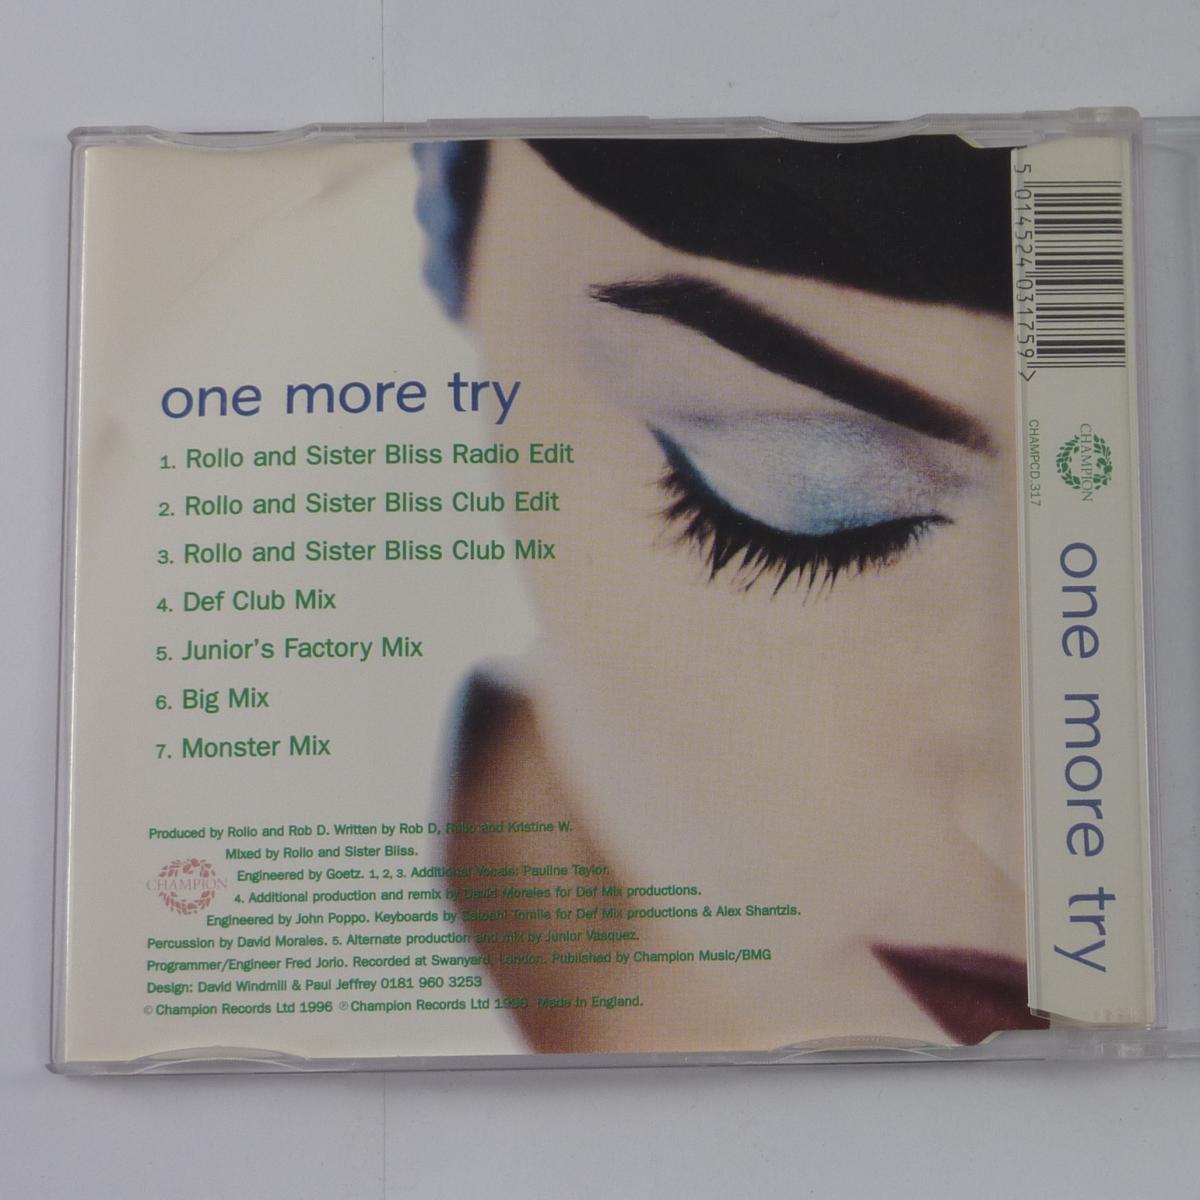 one more try
1. Rollo and Sister Bliss Radio Edit
2. Rollo and Sister Bliss Club Edit
3. Rollo and Sister Bliss Club Mix
4. Def Club Mix
5. Junior's Factory Mix
6. Big Mix
7. Monster Mix
Produced by Rollo and Rob D. Written by Rob D, Rollo and Kristine W.
Mixed by Rollo and Sister Bliss.
Engineered by Goetz. 1, 2, 3. Additional Vocals: Pauline Taylor.
4. Additional production and remix by David Morales for Def Mix productions.
Engineered by John Poppo. Keyboards by Satoshi Tomiie for Def Mix productions & Alex Shantzis.
Percussion by David Morales. 5. Alternate production and mix by Junior Vasquez.
Programmer/Engineer Fred Jorio. Recorded at Swanyard, London. Published by Champion Music/BMG
Design: David Windmill & Paul Jeffrey 0181 960 3253
© Champion Records Ltd 1996 ℗ Champion Records Ltd 1996 Made in England.
CHAMPION
5 014524 031759 >
CHAMPCD.317
CHAMPION
one more try